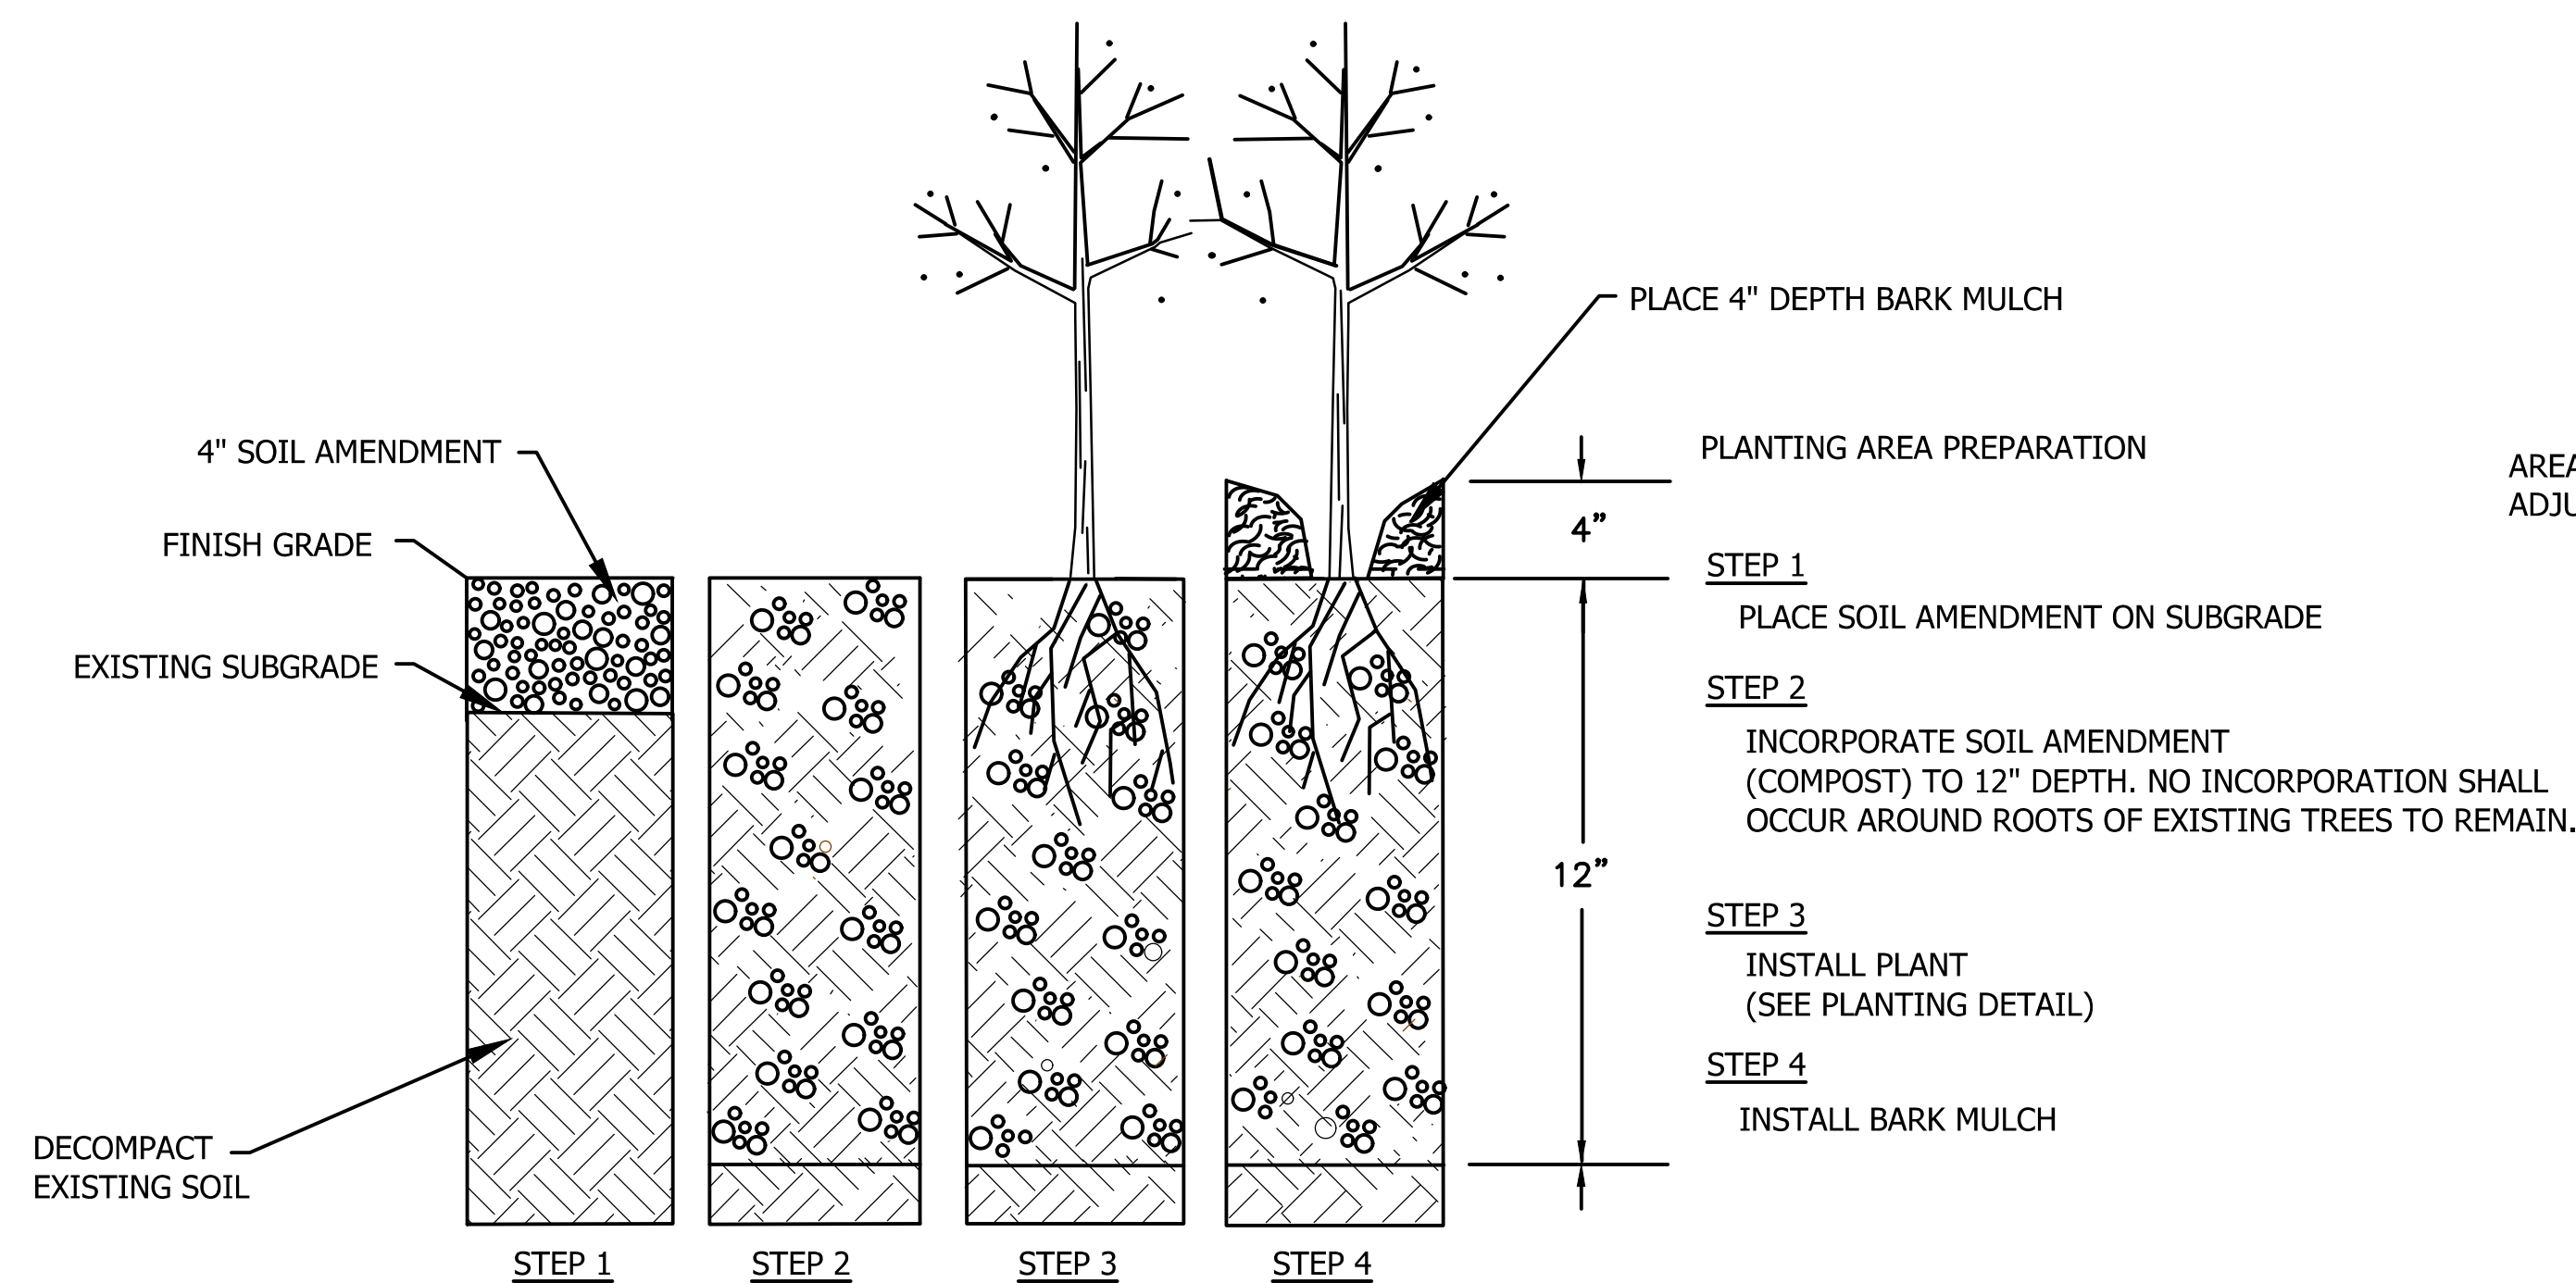 PLACE 4" DEPTH BARK MULCH
4" SOIL AMENDMENT
FINISH GRADE
EXISTING SUBGRADE
DECOMPACT
EXISTING SOIL
STEP 1
STEP 2
STEP 3
STEP 4
4”
12”
PLANTING AREA PREPARATION
STEP 1
PLACE SOIL AMENDMENT ON SUBGRADE
STEP 2
INCORPORATE SOIL AMENDMENT
(COMPOST) TO 12" DEPTH. NO INCORPORATION SHALL
OCCUR AROUND ROOTS OF EXISTING TREES TO REMAIN.
STEP 3
INSTALL PLANT
(SEE PLANTING DETAIL)
STEP 4
INSTALL BARK MULCH
AREA
ADJU